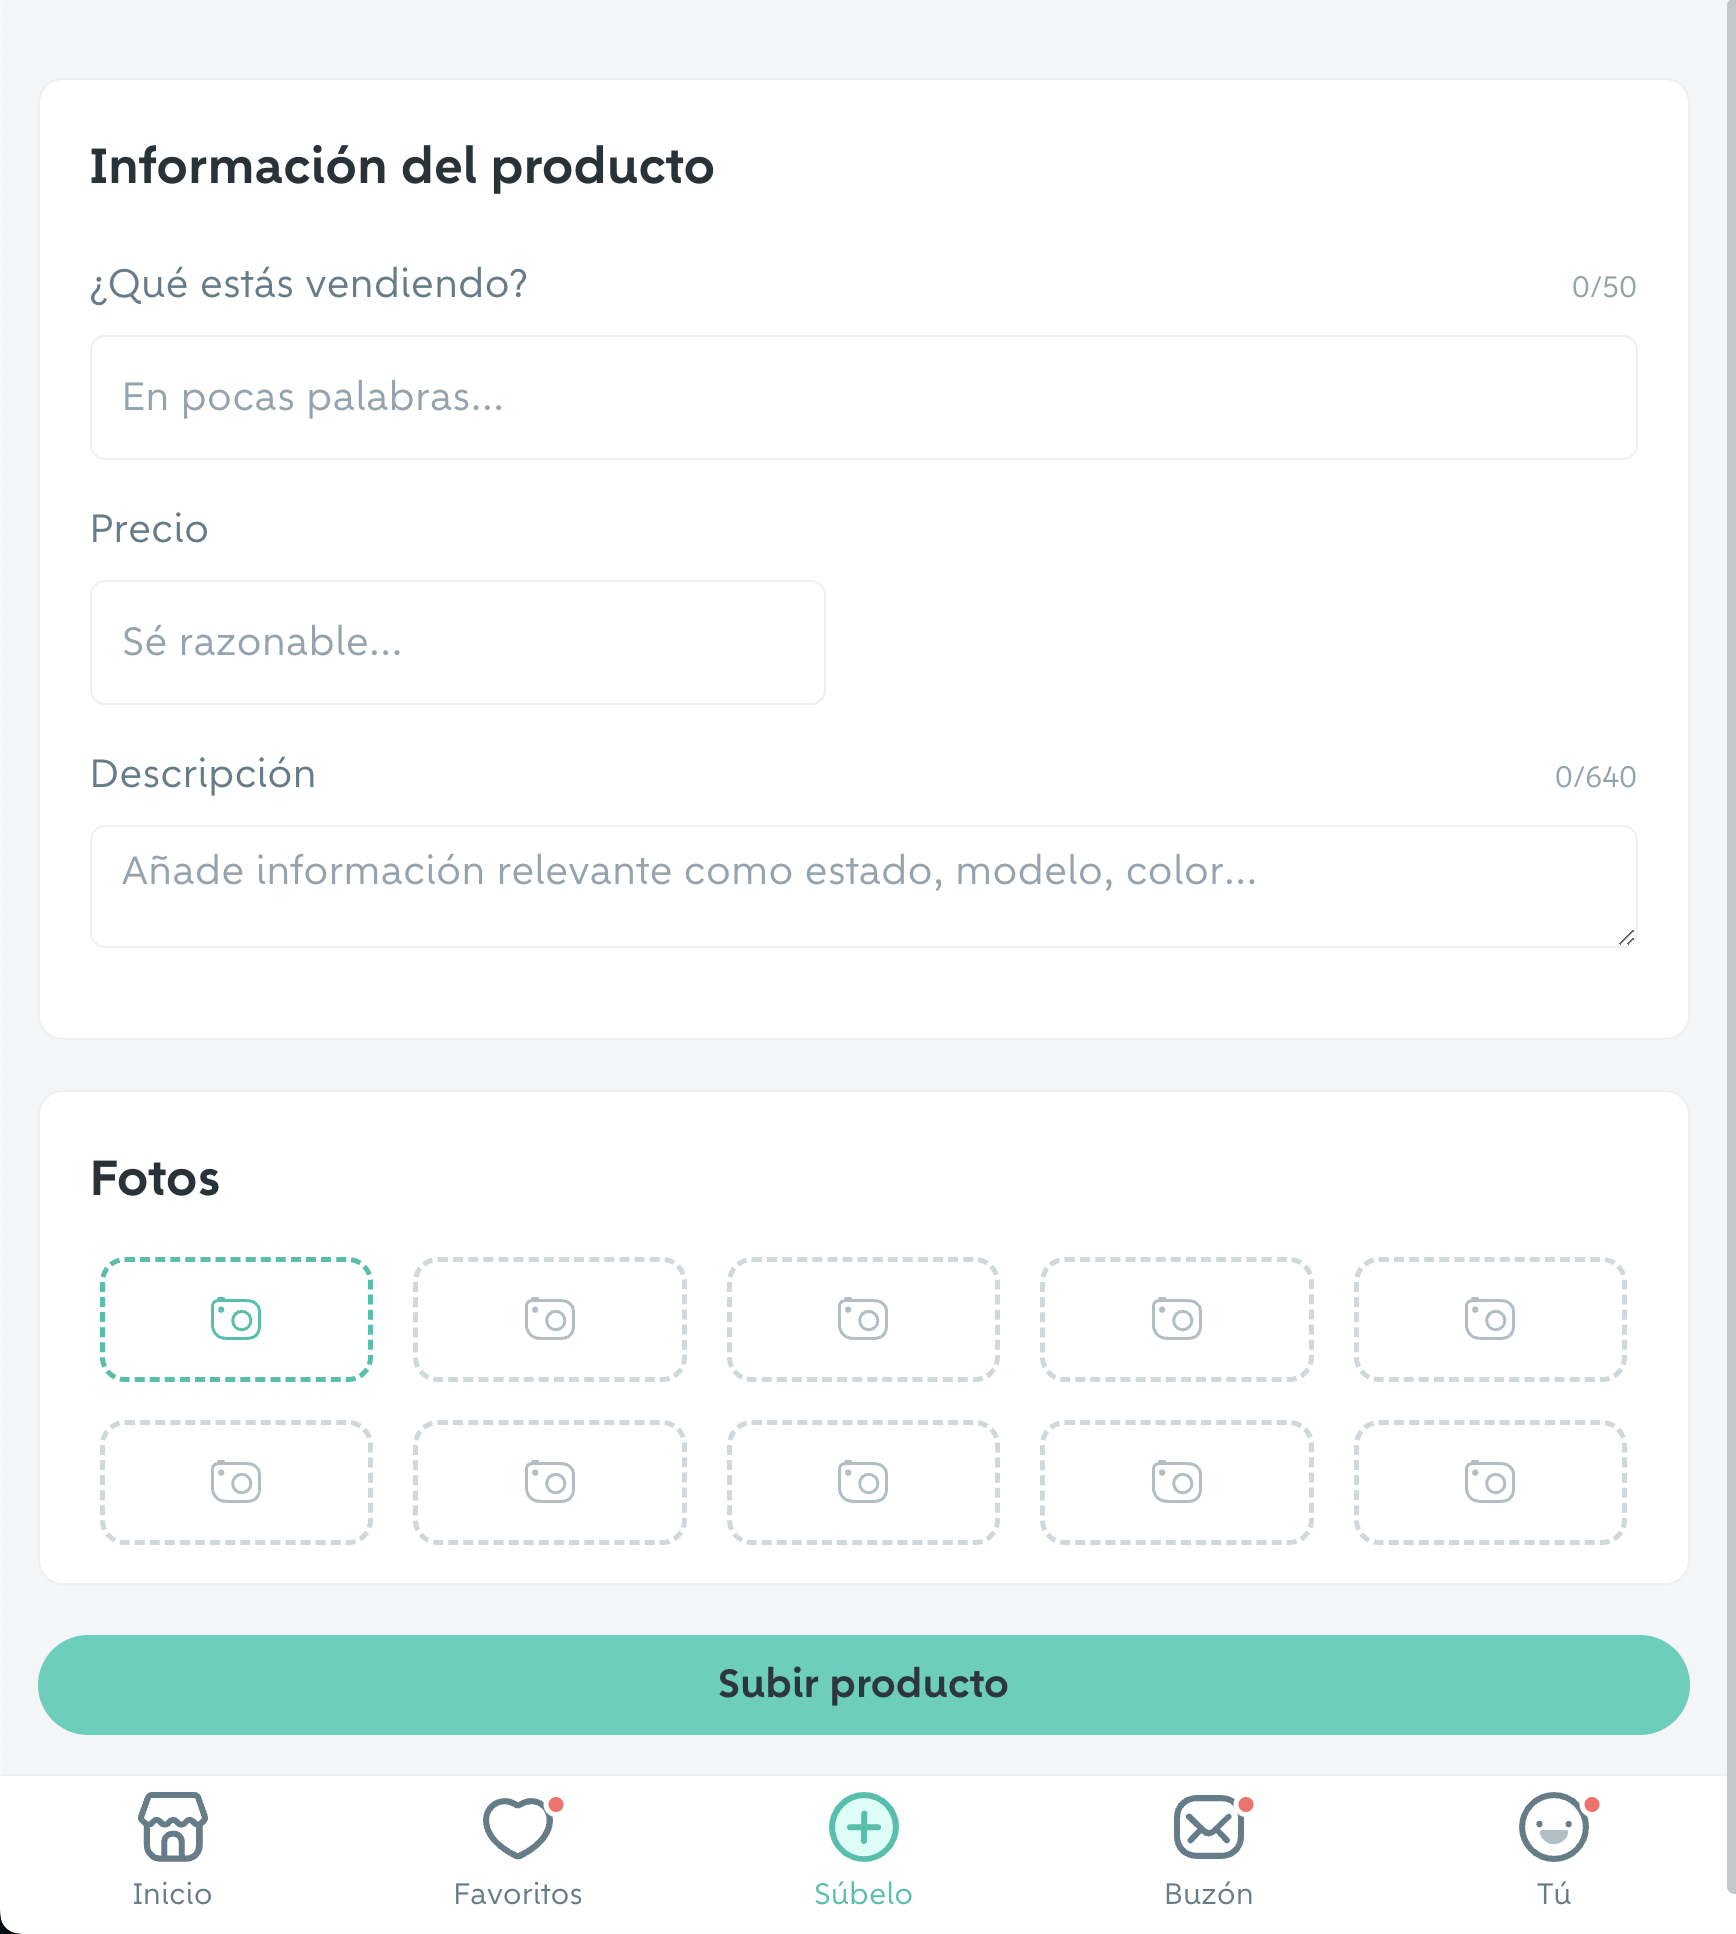 Información del producto
¿Qué estás vendiendo? 0/50
En pocas palabras...
Precio
Sé razonable...
Descripción 0/640
Añade información relevante como estado, modelo, color...
Fotos
Subir producto
Inicio Favoritos Súbelo Buzón Tú